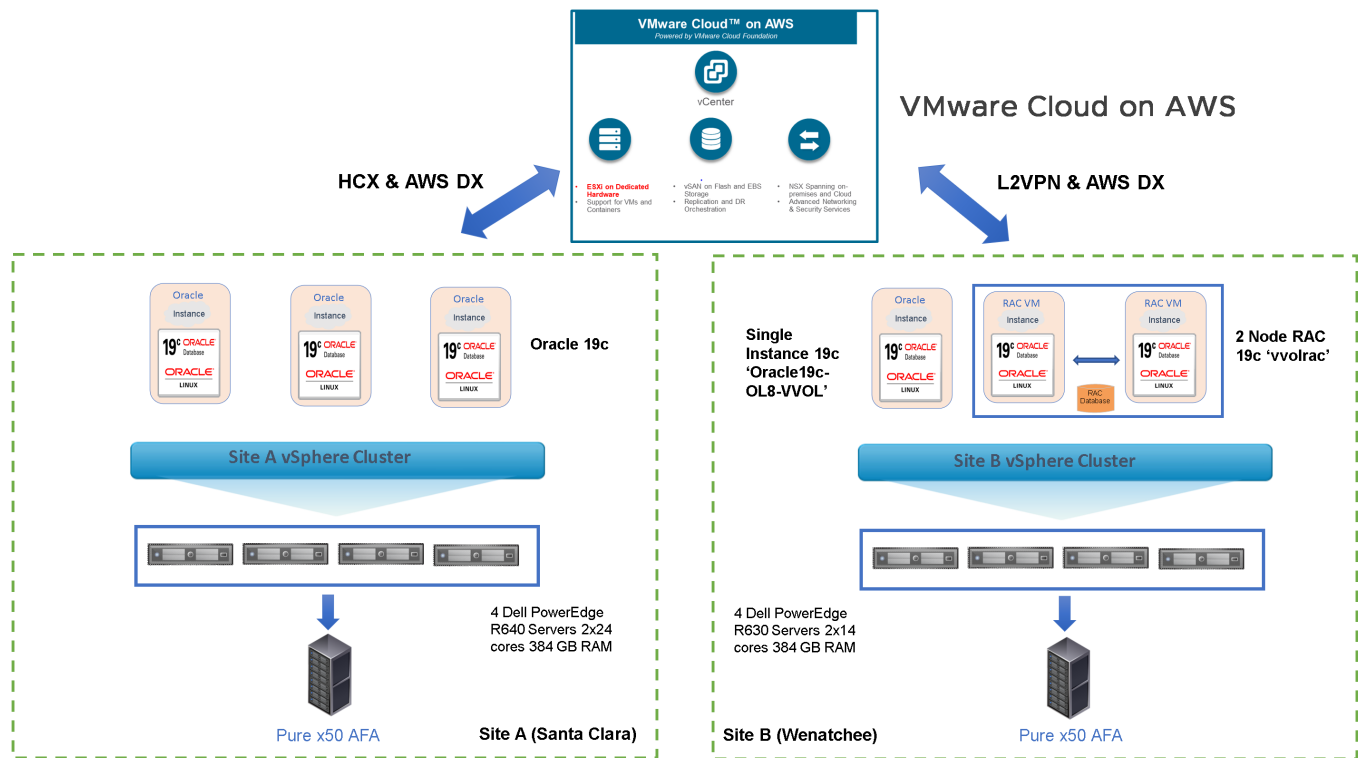 VMware Cloud™ on AWS
Powered by VMware Cloud Foundation
vCenter
VMware Cloud on AWS
HCX & AWS DX
L2VPN & AWS DX
• ESXi on Dedicated
Hardware
• Support for VMs and
Containers
• vSAN on Flash and EBS
Storage
• Replication and DR
Orchestration
• NSX Spanning on-
premises and Cloud
• Advanced Networking
& Security Services
Oracle
Instance
19c ORACLE
Database
ORACLE
LINUX
Oracle
Instance
19c ORACLE
Database
ORACLE
LINUX
Oracle
Instance
19c ORACLE
Database
ORACLE
LINUX
Oracle 19c
Site A vSphere Cluster
4 Dell PowerEdge
R640 Servers 2x24
cores 384 GB RAM
Pure x50 AFA
Site A (Santa Clara)
Single
Instance 19c
‘Oracle19c-
OL8-VVOL’
Oracle
Instance
19c ORACLE
Database
ORACLE
LINUX
RAC VM
Instance
19c ORACLE
Database
ORACLE
LINUX
RAC
Database
RAC VM
Instance
19c ORACLE
Database
ORACLE
LINUX
2 Node RAC
19c ‘vvolrac’
Site B vSphere Cluster
4 Dell PowerEdge
R630 Servers 2x14
cores 384 GB RAM
Site B (Wenatchee)
Pure x50 AFA